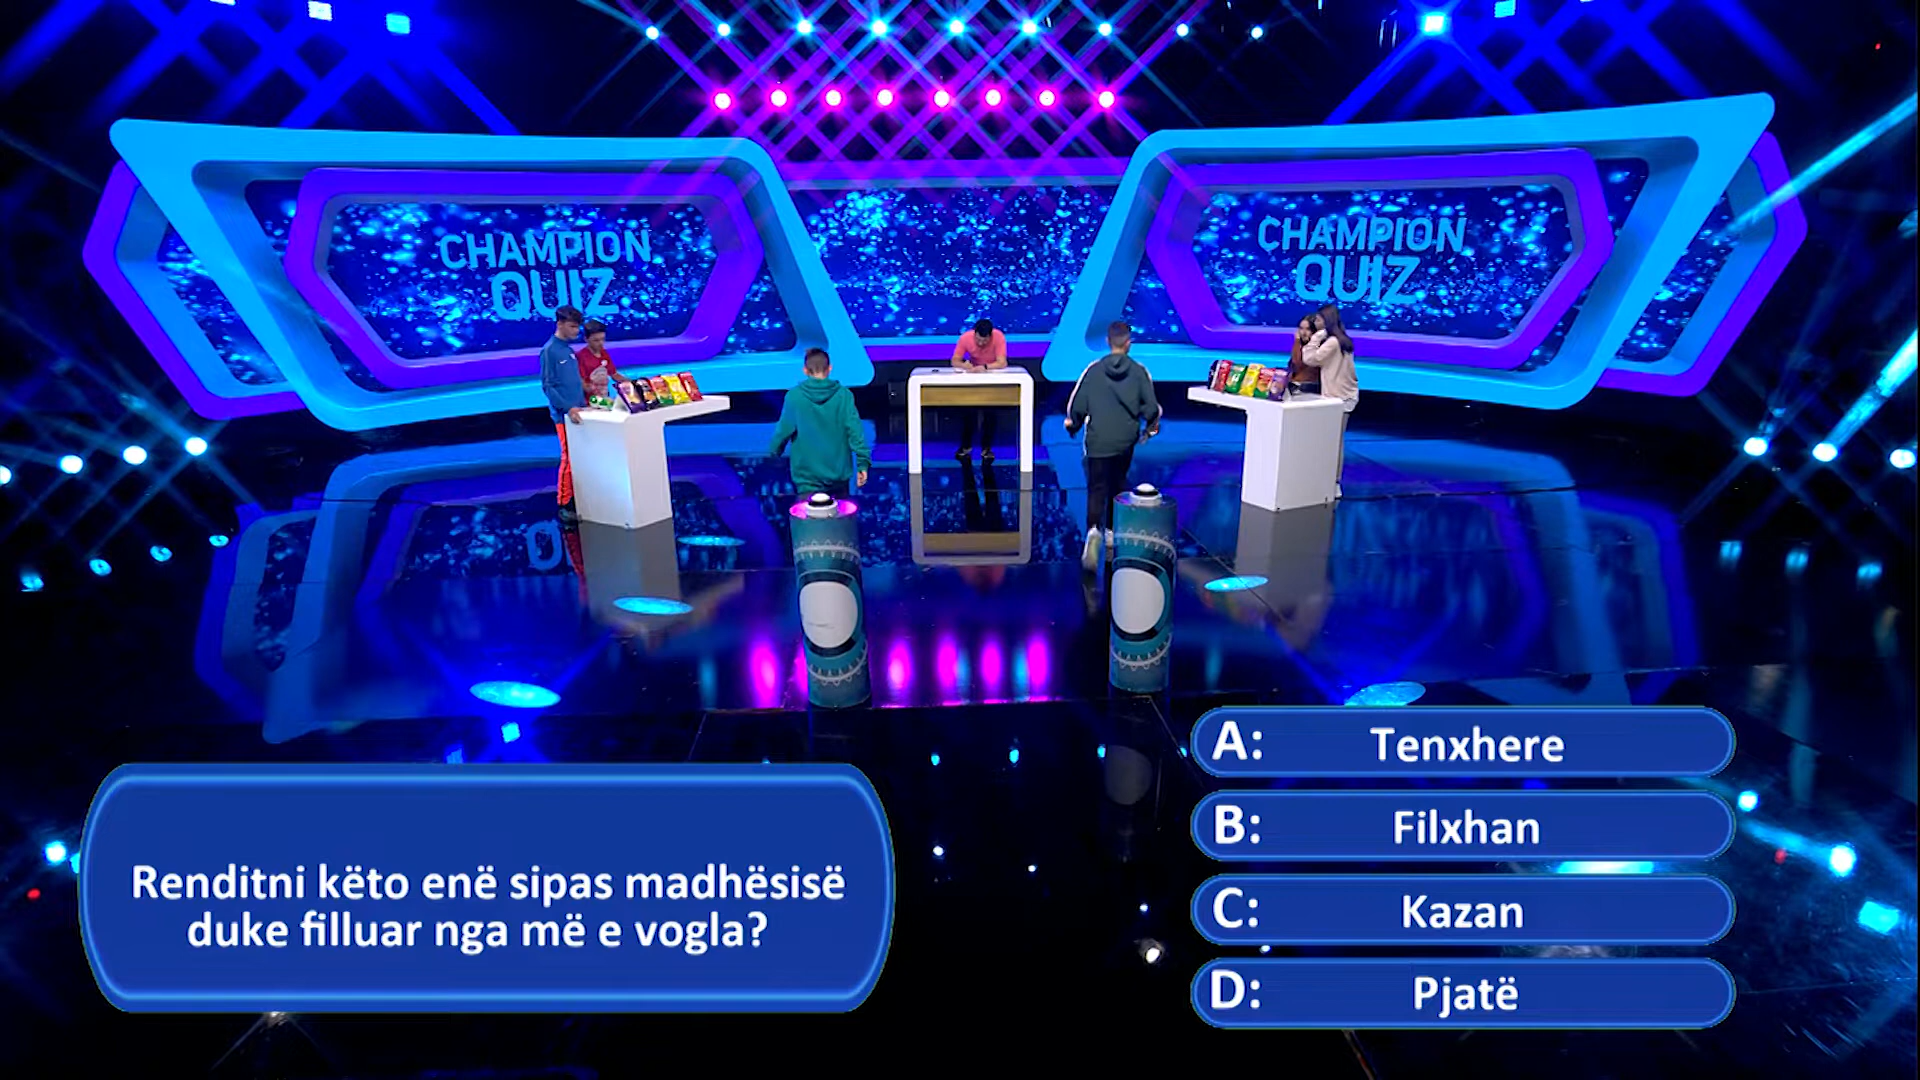 CHAMPION
QUIZ
CHAMPION
QUIZ
Renditni këto enë sipas madhësisë
duke filluar nga më e vogla?
A: Tenxhere
B: Filxhan
C: Kazan
D: Pjatë